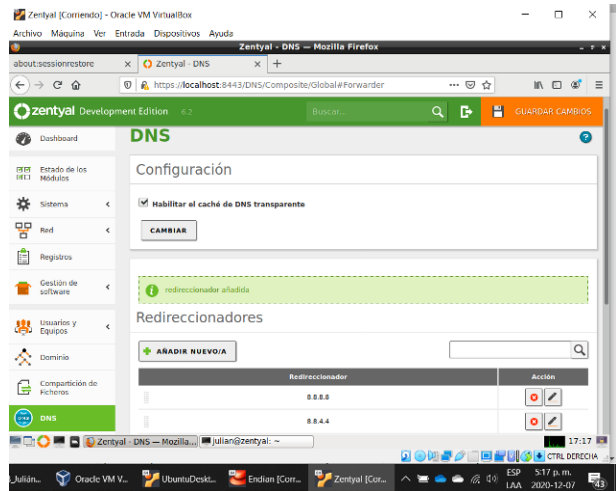 Zentyal [Corriendo] - Oracle VM VirtualBox
Archivo Máquina Ver Entrada Dispositivos Ayuda
Zentyal - DNS — Mozilla Firefox
about:sessionrestore
Zentyal - DNS
https://localhost:8443/DNS/Composite/Global#Forwarder
zentyal Development Edition 6.2
Buscar...
GUARDAR CAMBIOS
Dashboard
Estado de los Módulos
Sistema
Red
Registros
Gestión de software
Usuarios y Equipos
Dominio
Compartición de Ficheros
DNS
DNS
Configuración
Habilitar el caché de DNS transparente
CAMBIAR
redireccionador añadida
Redireccionadores
AÑADIR NUEVO/A
Redireccionador Acción
8.8.8.8
8.8.4.4
Zentyal - DNS — Mozilla... julian@zentyal: ~ 17:17
CTRL DERECHA
Julián... Oracle VM V... UbuntuDeskt... Endian [Corr... Zentyal [Cor... ESP LAA 5:17 p. m. 2020-12-07 43